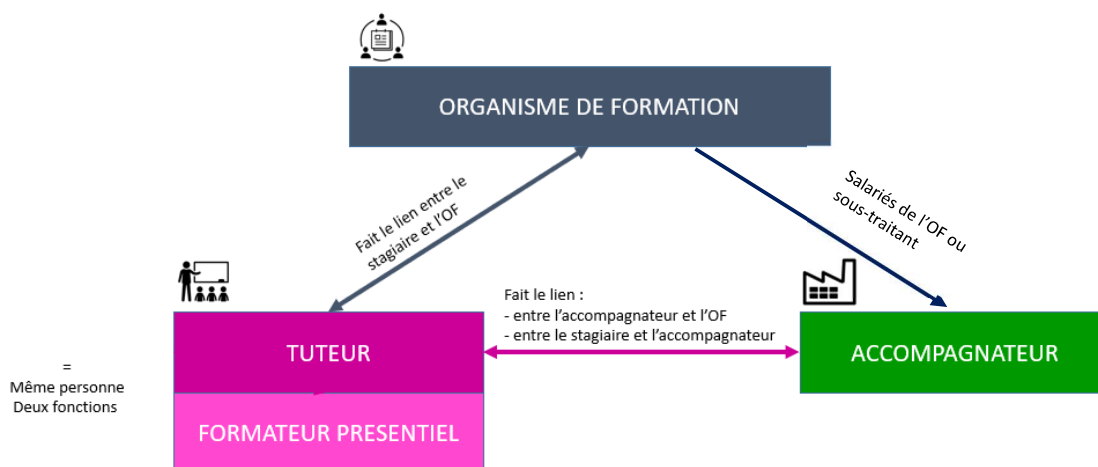 ORGANISME DE FORMATION
Fait le lien entre le
stagiaire et l'OF
Salariés de l'OF ou
sous-traitant
Fait le lien :
- entre l'accompagnateur et l'OF
- entre le stagiaire et l'accompagnateur
TUTEUR
ACCOMPAGNATEUR
=
Même personne
Deux fonctions
FORMATEUR PRESENTIEL